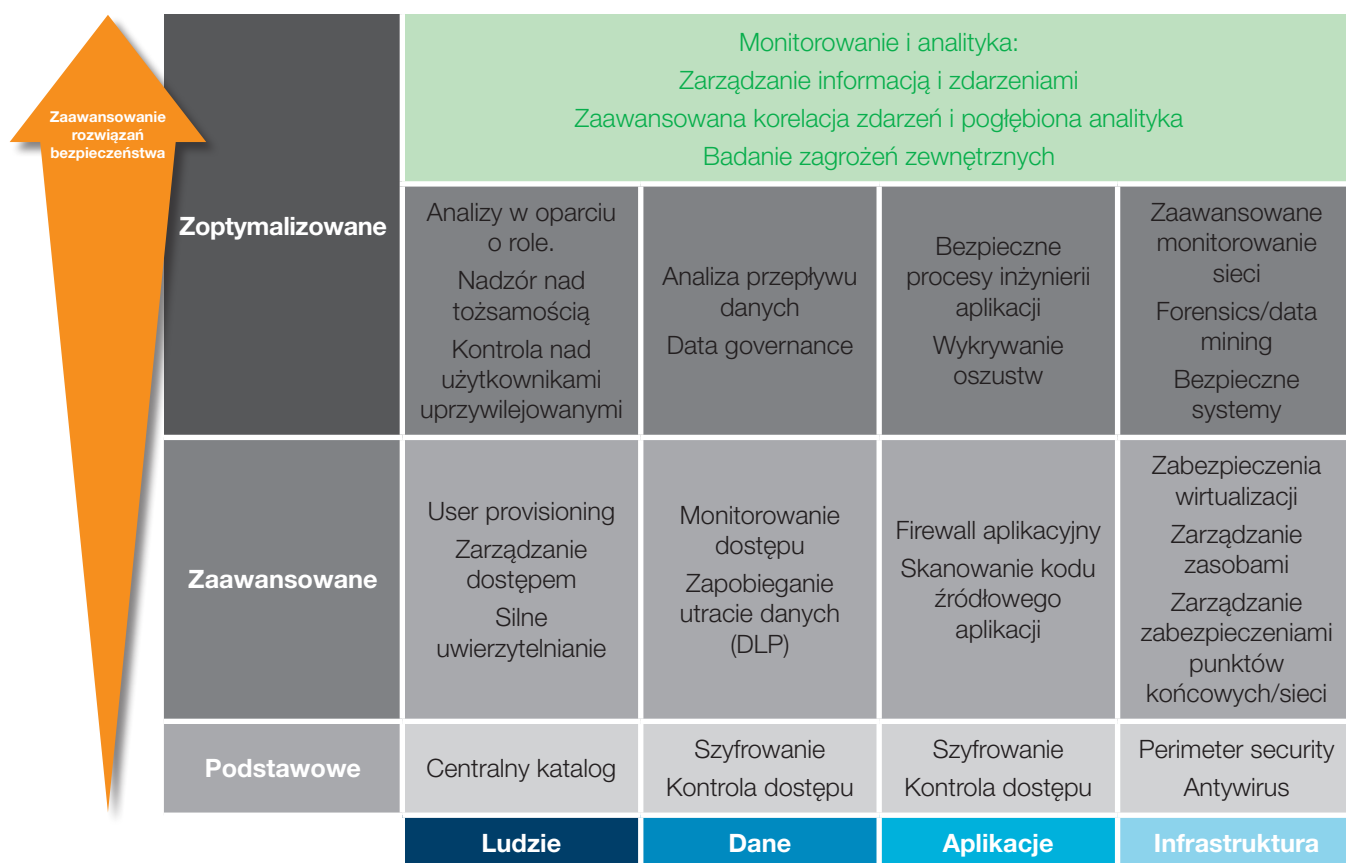 Zaawansowanie
rozwiązań
bezpieczeństwa
Monitorowanie i analityka:
Zarządzanie informacją i zdarzeniami
Zaawansowana korelacja zdarzeń i pogłębiona analityka
Badanie zagrożeń zewnętrznych
Zoptymalizowane
Analizy w oparciu
o role.
Nadzór nad
tożsamością
Kontrola nad
użytkownikami
uprzywilejowanymi
Analiza przepływu
danych
Data governance
Bezpieczne
procesy inżynierii
aplikacji
Wykrywanie
oszustw
Zaawansowane
monitorowanie
sieci
Forensics/data
mining
Bezpieczne
systemy
Zaawansowane
User provisioning
Zarządzanie
dostępem
Silne
uwierzytelnianie
Monitorowanie
dostępu
Zapobieganie
utracie danych
(DLP)
Firewall aplikacyjny
Skanowanie kodu
źródłowego
aplikacji
Zabezpieczenia
wirtualizacji
Zarządzanie
zasobami
Zarządzanie
zabezpieczeniami
punktów
końcowych/sieci
Podstawowe
Centralny katalog
Szyfrowanie
Kontrola dostępu
Szyfrowanie
Kontrola dostępu
Perimeter security
Antywirus
Ludzie
Dane
Aplikacje
Infrastruktura